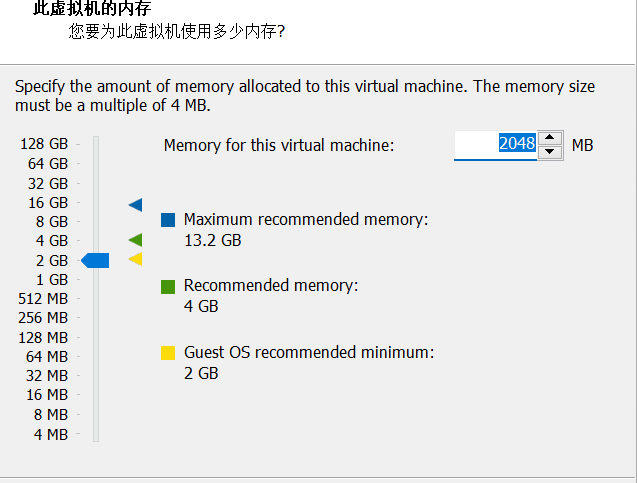 此虚拟机的内存
您要为此虚拟机使用多少内存?
Specify the amount of memory allocated to this virtual machine. The memory size
must be a multiple of 4 MB.
128 GB
64 GB
32 GB
16 GB
8 GB
4 GB
2 GB
1 GB
512 MB
256 MB
128 MB
64 MB
32 MB
16 MB
8 MB
4 MB
Memory for this virtual machine: 2048 MB
Maximum recommended memory:
13.2 GB
Recommended memory:
4 GB
Guest OS recommended minimum:
2 GB